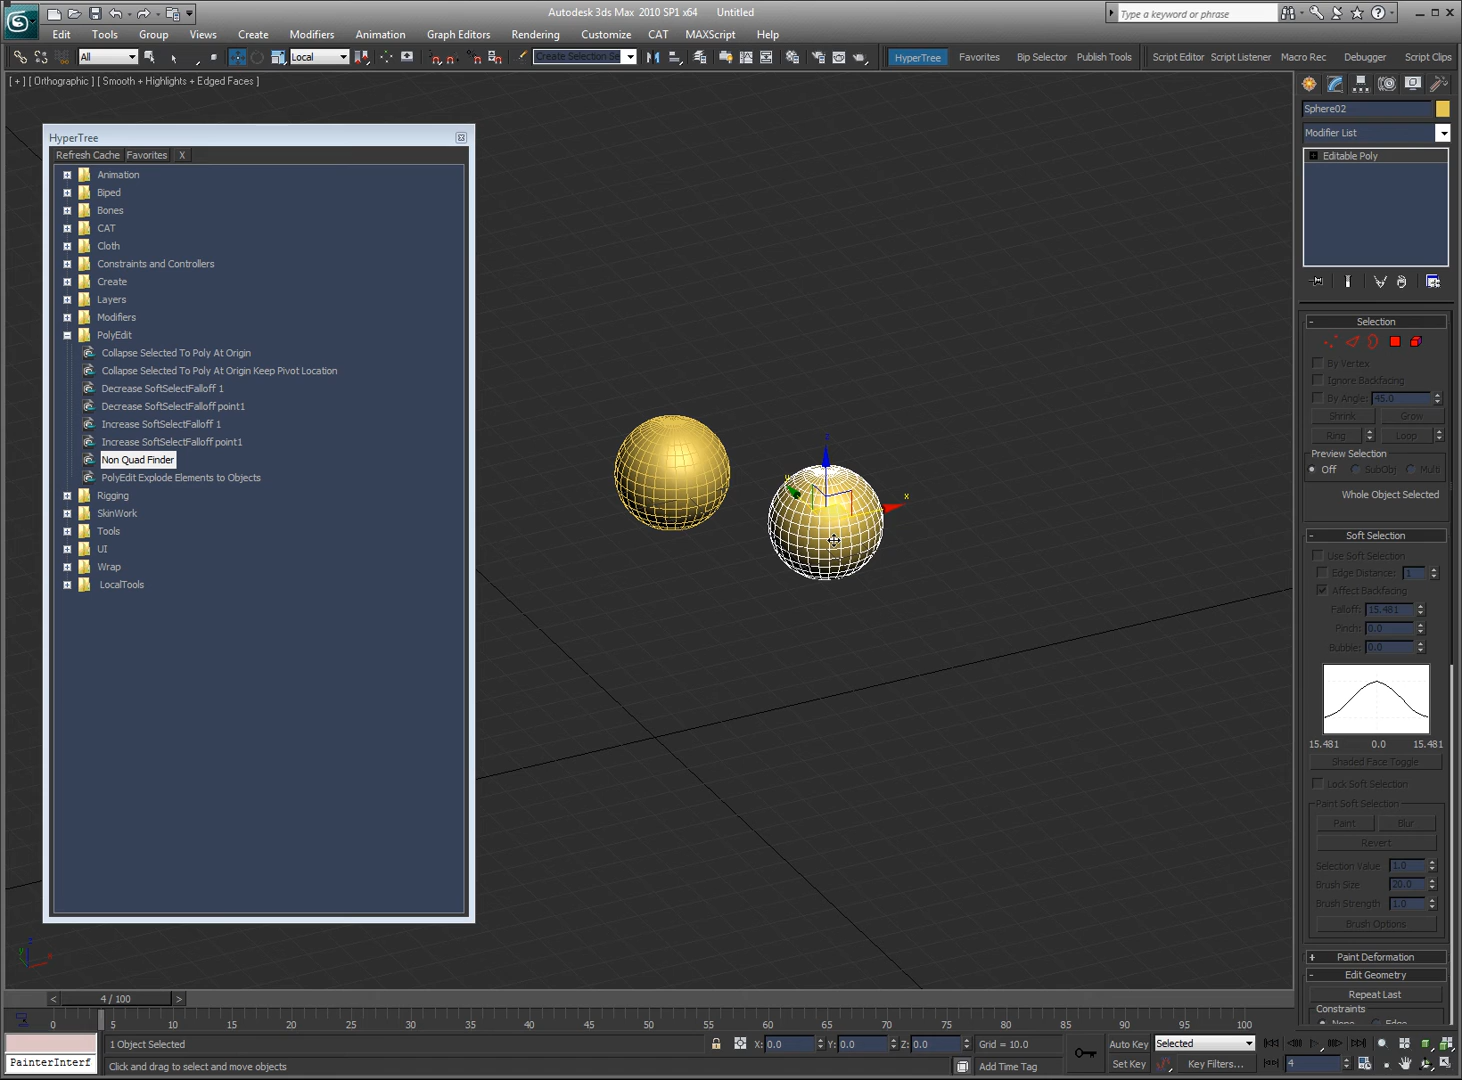 Autodesk 3ds Max 2010 SP1 x64 Untitled
Type a keyword or phrase
Edit Tools Group Views Create Modifiers Animation Graph Editors Rendering Customize CAT MAXScript Help
All Local Create Selection Se HyperTree Favorites Bip Selector Publish Tools Script Editor Script Listener Macro Rec Debugger Script Clips
[ + ] [ Orthographic ] [ Smooth + Highlights + Edged Faces ]
HyperTree
Refresh Cache Favorites X
Animation
Biped
Bones
CAT
Cloth
Constraints and Controllers
Create
Layers
Modifiers
PolyEdit
Collapse Selected To Poly At Origin
Collapse Selected To Poly At Origin Keep Pivot Location
Decrease SoftSelectFalloff 1
Decrease SoftSelectFalloff point1
Increase SoftSelectFalloff 1
Increase SoftSelectFalloff point1
Non Quad Finder
PolyEdit Explode Elements to Objects
Rigging
SkinWork
Tools
UI
Wrap
LocalTools
z
x
Sphere02
Modifier List
Editable Poly
Selection
By Vertex
Ignore Backfacing
By Angle: 45.0
Shrink Grow
Ring Loop
Preview Selection
Off SubObj Multi
Whole Object Selected
Soft Selection
Use Soft Selection
Edge Distance: 1
Affect Backfacing
Falloff: 15.481
Pinch: 0.0
Bubble: 0.0
15.481 0.0 15.481
Shaded Face Toggle
Lock Soft Selection
Paint Soft Selection
Paint Blur
Revert
Selection Value 1.0
Brush Size 20.0
Brush Strength 1.0
Brush Options
Paint Deformation
Edit Geometry
Repeat Last
Constraints
None Edge
< 4 / 100 >
0 5 10 15 20 25 30 35 40 45 50 55 60 65 70 75 80 85 90 95 100
1 Object Selected X: 0.0 Y: 0.0 Z: 0.0 Grid = 10.0 Auto Key Selected
PainterInterf Click and drag to select and move objects Add Time Tag Set Key Key Filters... 4